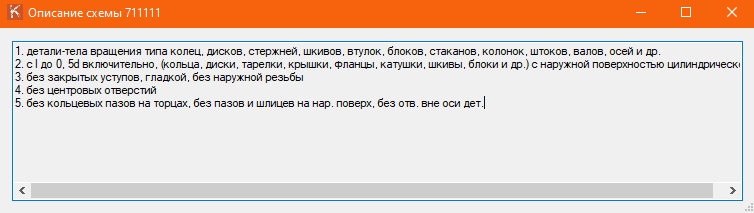 Описание схемы 711111
1. детали-тела вращения типа колец, дисков, стержней, шкивов, втулок, блоков, стаканов, колонок, штоков, валов, осей и др.
2. с l до 0, 5d включительно, (кольца, диски, тарелки, крышки, фланцы, катушки, шкивы, блоки и др.) с наружной поверхностью
3. без закрытых уступов, гладкой, без наружной резьбы
4. без центровых отверстий
5. без кольцевых пазов на торцах, без пазов и шлицев на нар. поверх, без отв. вне оси дет.